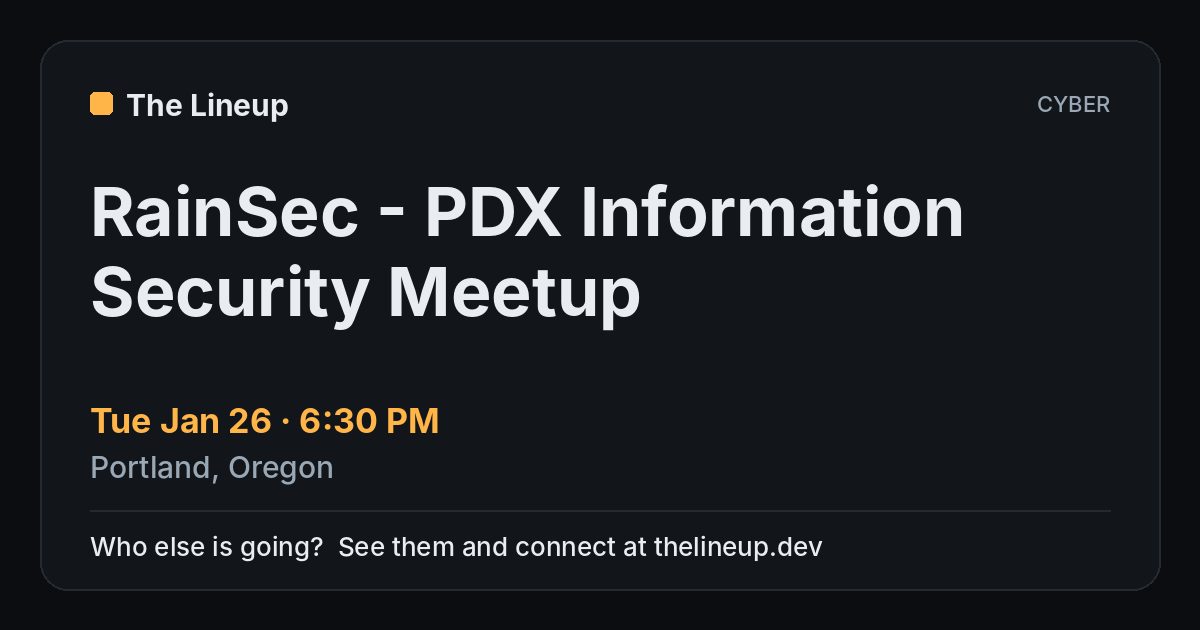 The Lineup
CYBER
RainSec - PDX Information
Security Meetup
Tue Jan 26 · 6:30 PM
Portland, Oregon
Who else is going? See them and connect at thelineup.dev